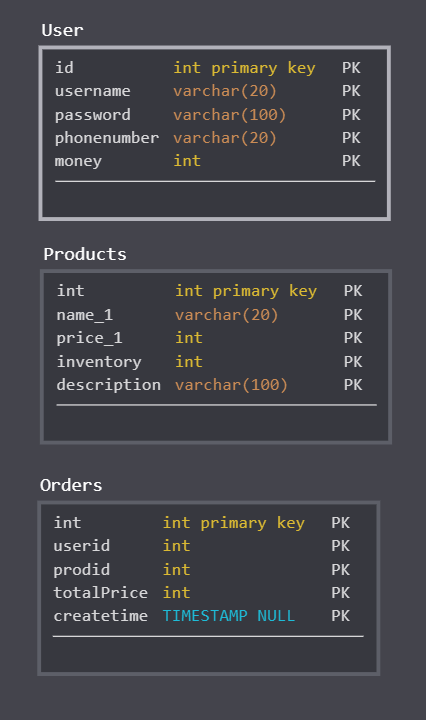 User
id int primary key PK
username varchar(20) PK
password varchar(100) PK
phonenumber varchar(20) PK
money int PK
Products
int int primary key PK
name_1 varchar(20) PK
price_1 int PK
inventory int PK
description varchar(100) PK
Orders
int int primary key PK
userid int PK
prodid int PK
totalPrice int PK
createtime TIMESTAMP NULL PK